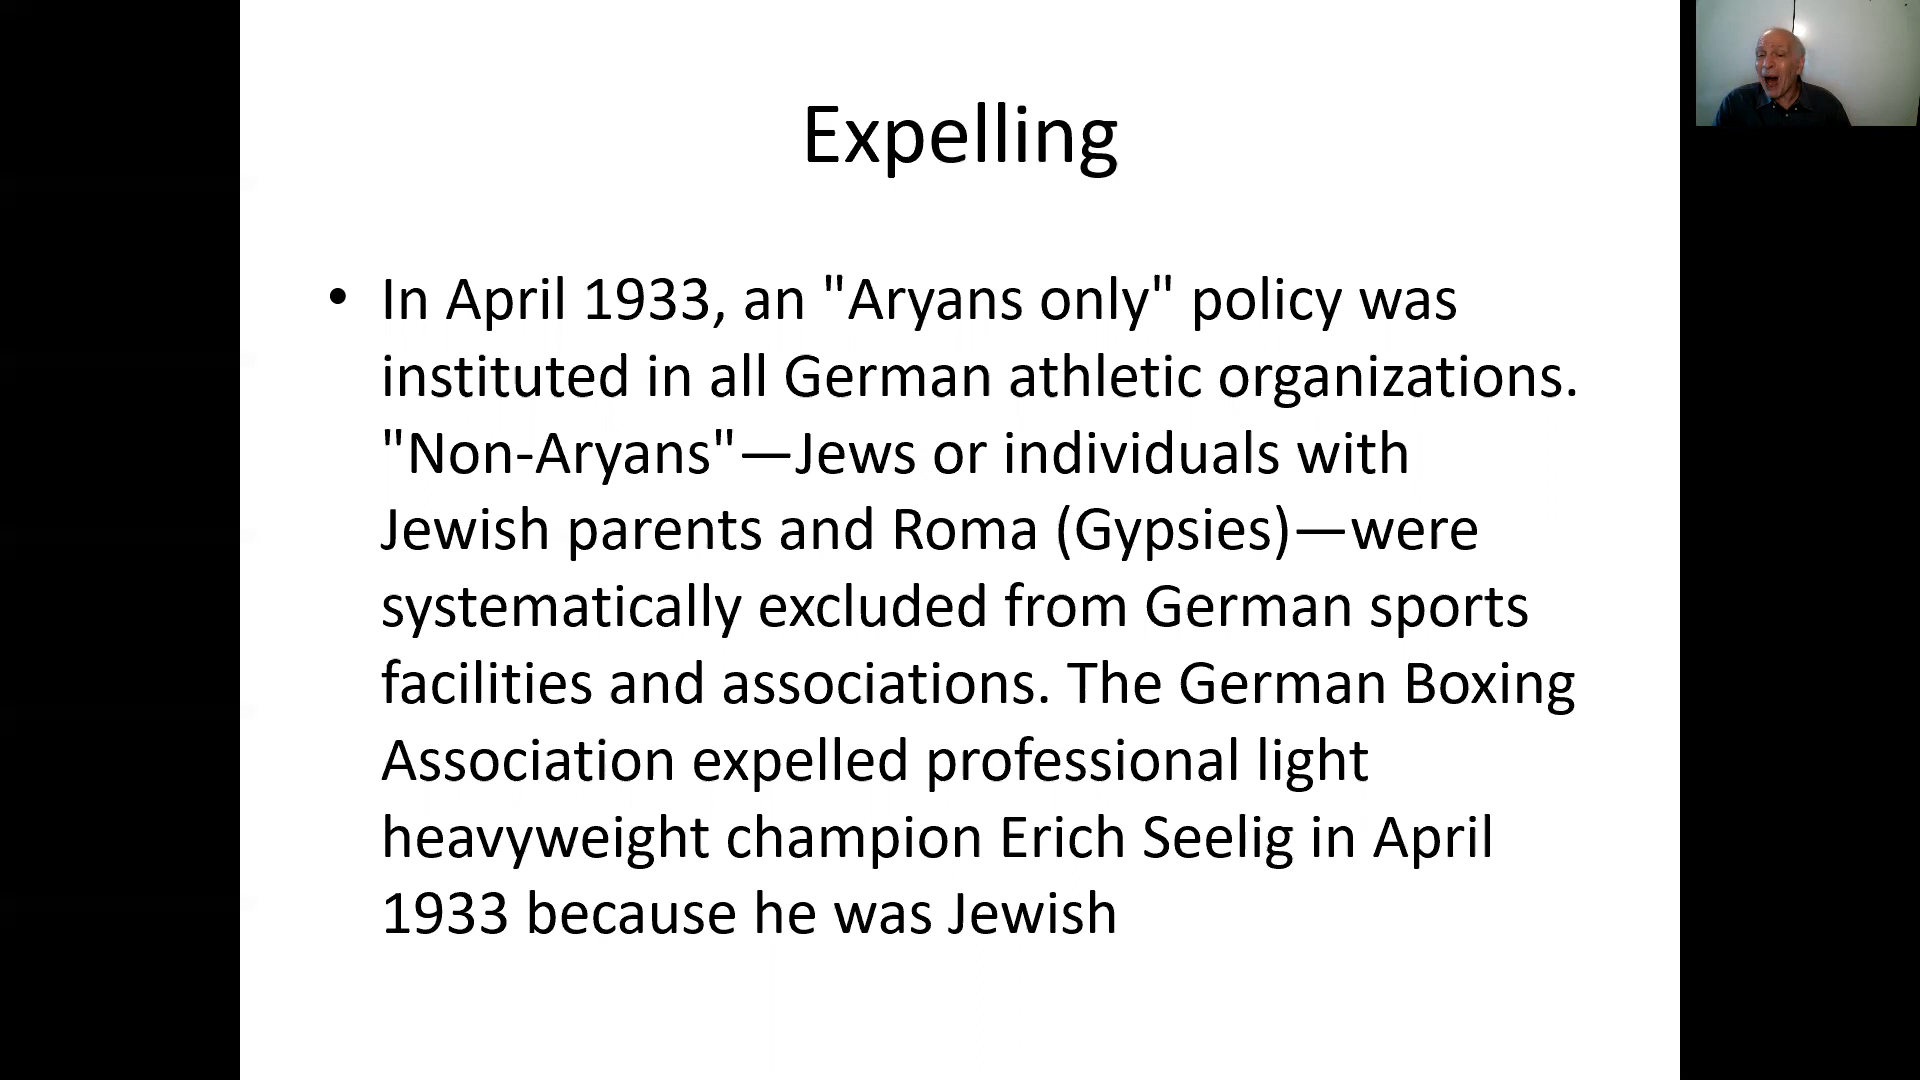 Expelling
• In April 1933, an "Aryans only" policy was
instituted in all German athletic organizations.
"Non-Aryans"—Jews or individuals with
Jewish parents and Roma (Gypsies)—were
systematically excluded from German sports
facilities and associations. The German Boxing
Association expelled professional light
heavyweight champion Erich Seelig in April
1933 because he was Jewish